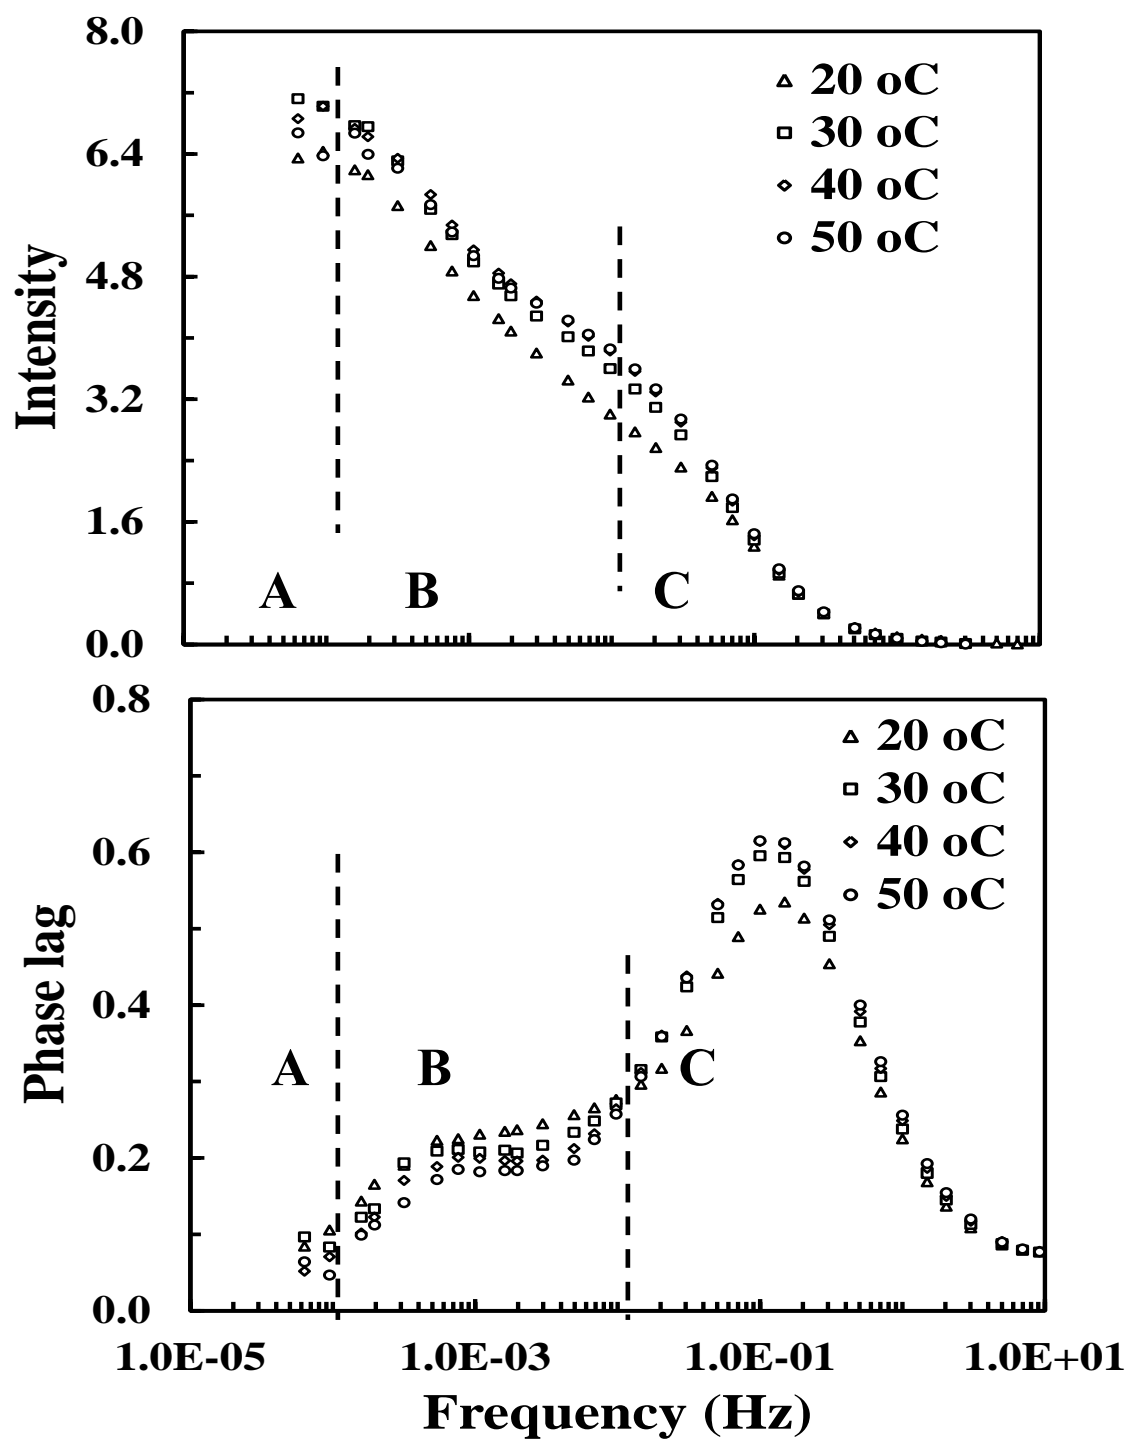 8.0
6.4
4.8
3.2
1.6
0.0
Intensity
20 oC
30 oC
40 oC
50 oC
A
B
C
0.8
0.6
0.4
0.2
0.0
Phase lag
20 oC
30 oC
40 oC
50 oC
A
B
C
1.0E-05
1.0E-03
1.0E-01
1.0E+01
Frequency (Hz)